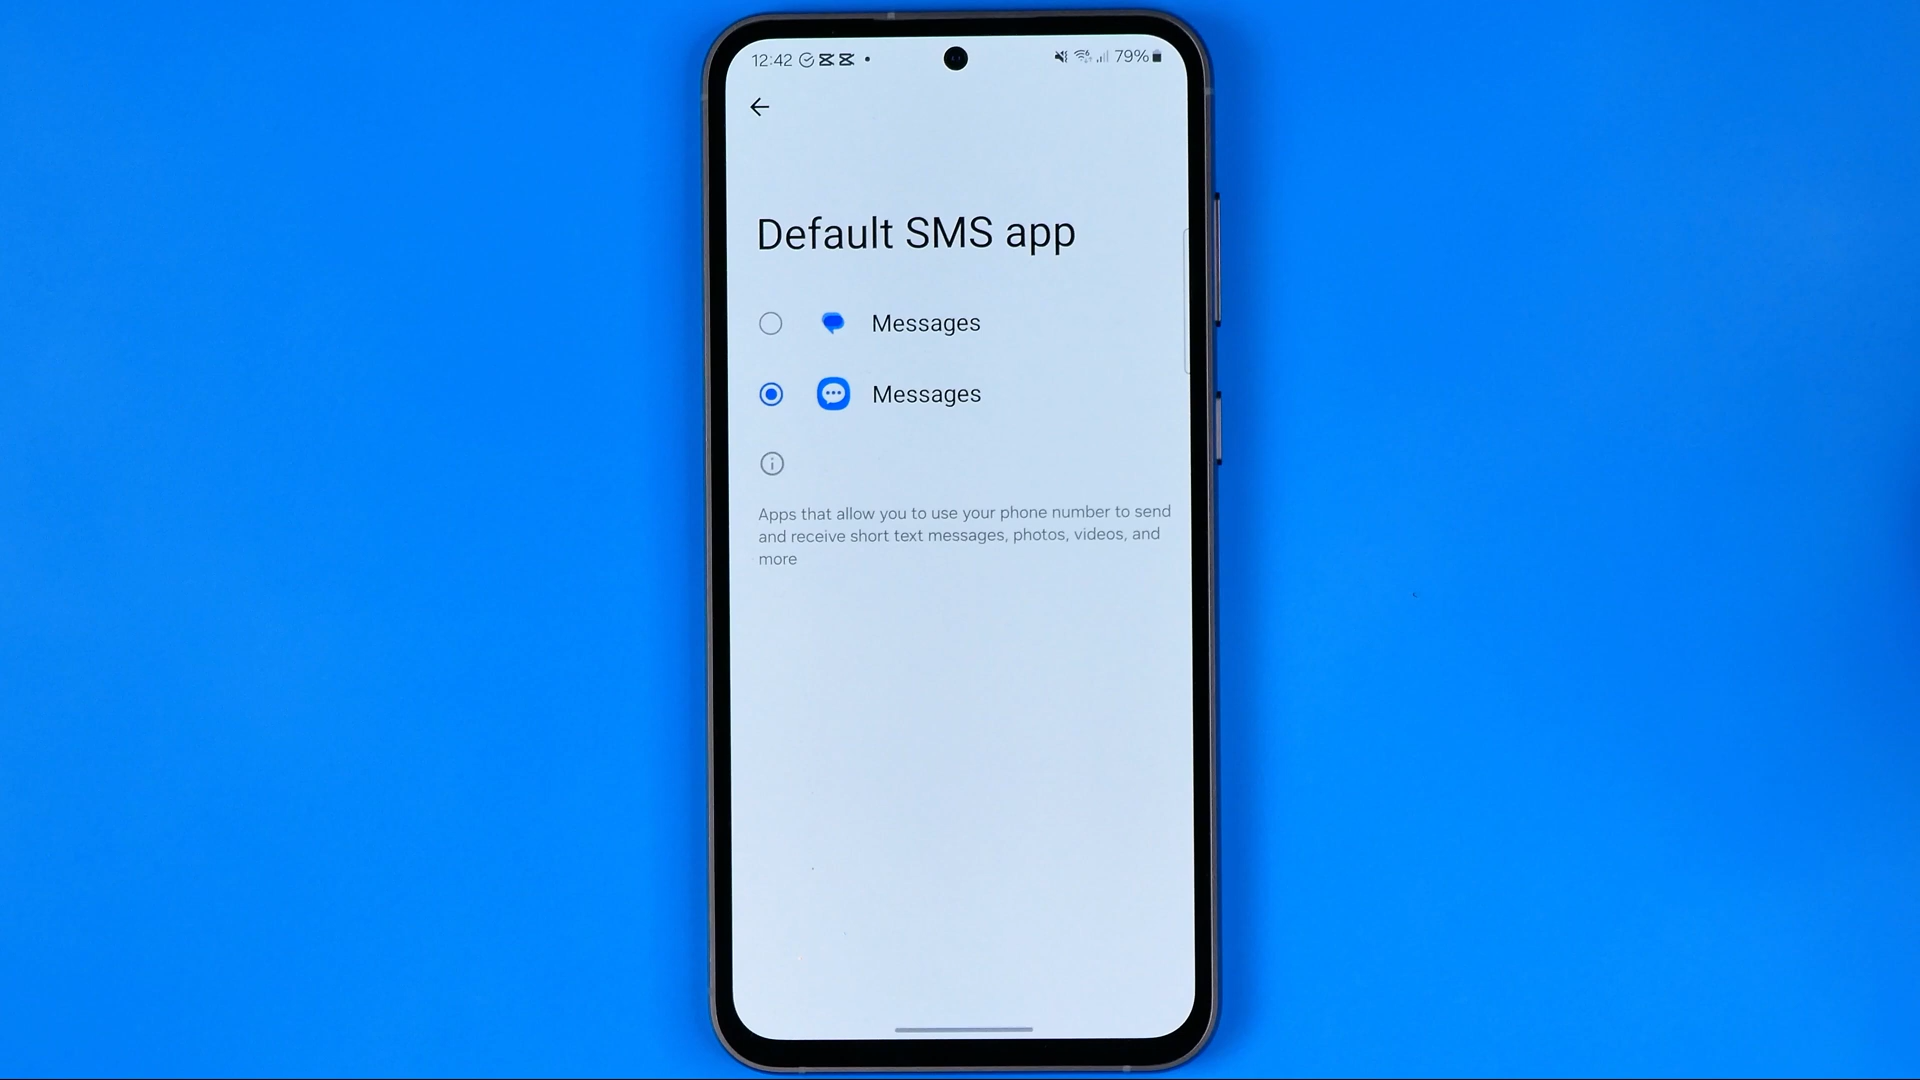 12:42
79%
Default SMS app
Messages
Messages
Apps that allow you to use your phone number to send
and receive short text messages, photos, videos, and
more